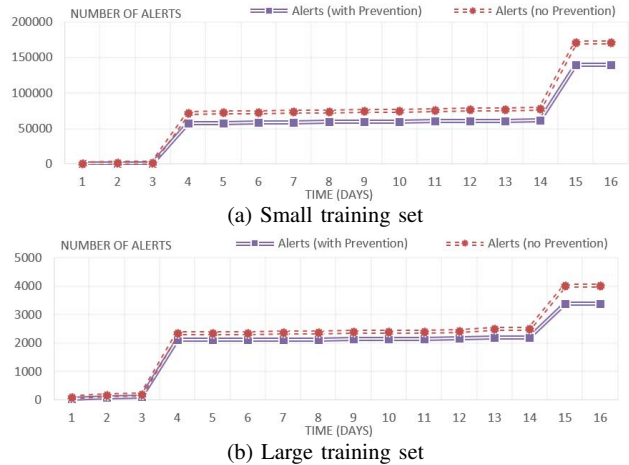 NUMBER OF ALERTS
Alerts (with Prevention)
Alerts (no Prevention)
200000
150000
100000
50000
0
1 2 3 4 5 6 7 8 9 10 11 12 13 14 15 16
TIME (DAYS)
(a) Small training set
NUMBER OF ALERTS
Alerts (with Prevention)
Alerts (no Prevention)
5000
4000
3000
2000
1000
0
1 2 3 4 5 6 7 8 9 10 11 12 13 14 15 16
TIME (DAYS)
(b) Large training set